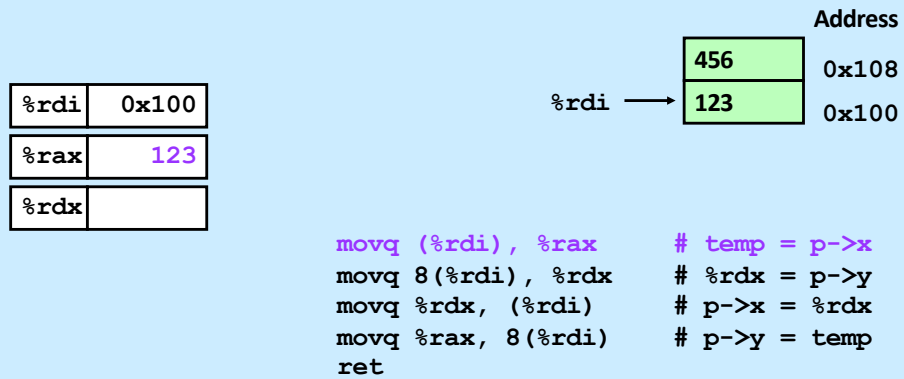 Address
456 0x108
%rdi 123 0x100
%rdi 0x100
%rax 123
%rdx
movq (%rdi), %rax # temp = p->x
movq 8(%rdi), %rdx # %rdx = p->y
movq %rdx, (%rdi) # p->x = %rdx
movq %rax, 8(%rdi) # p->y = temp
ret